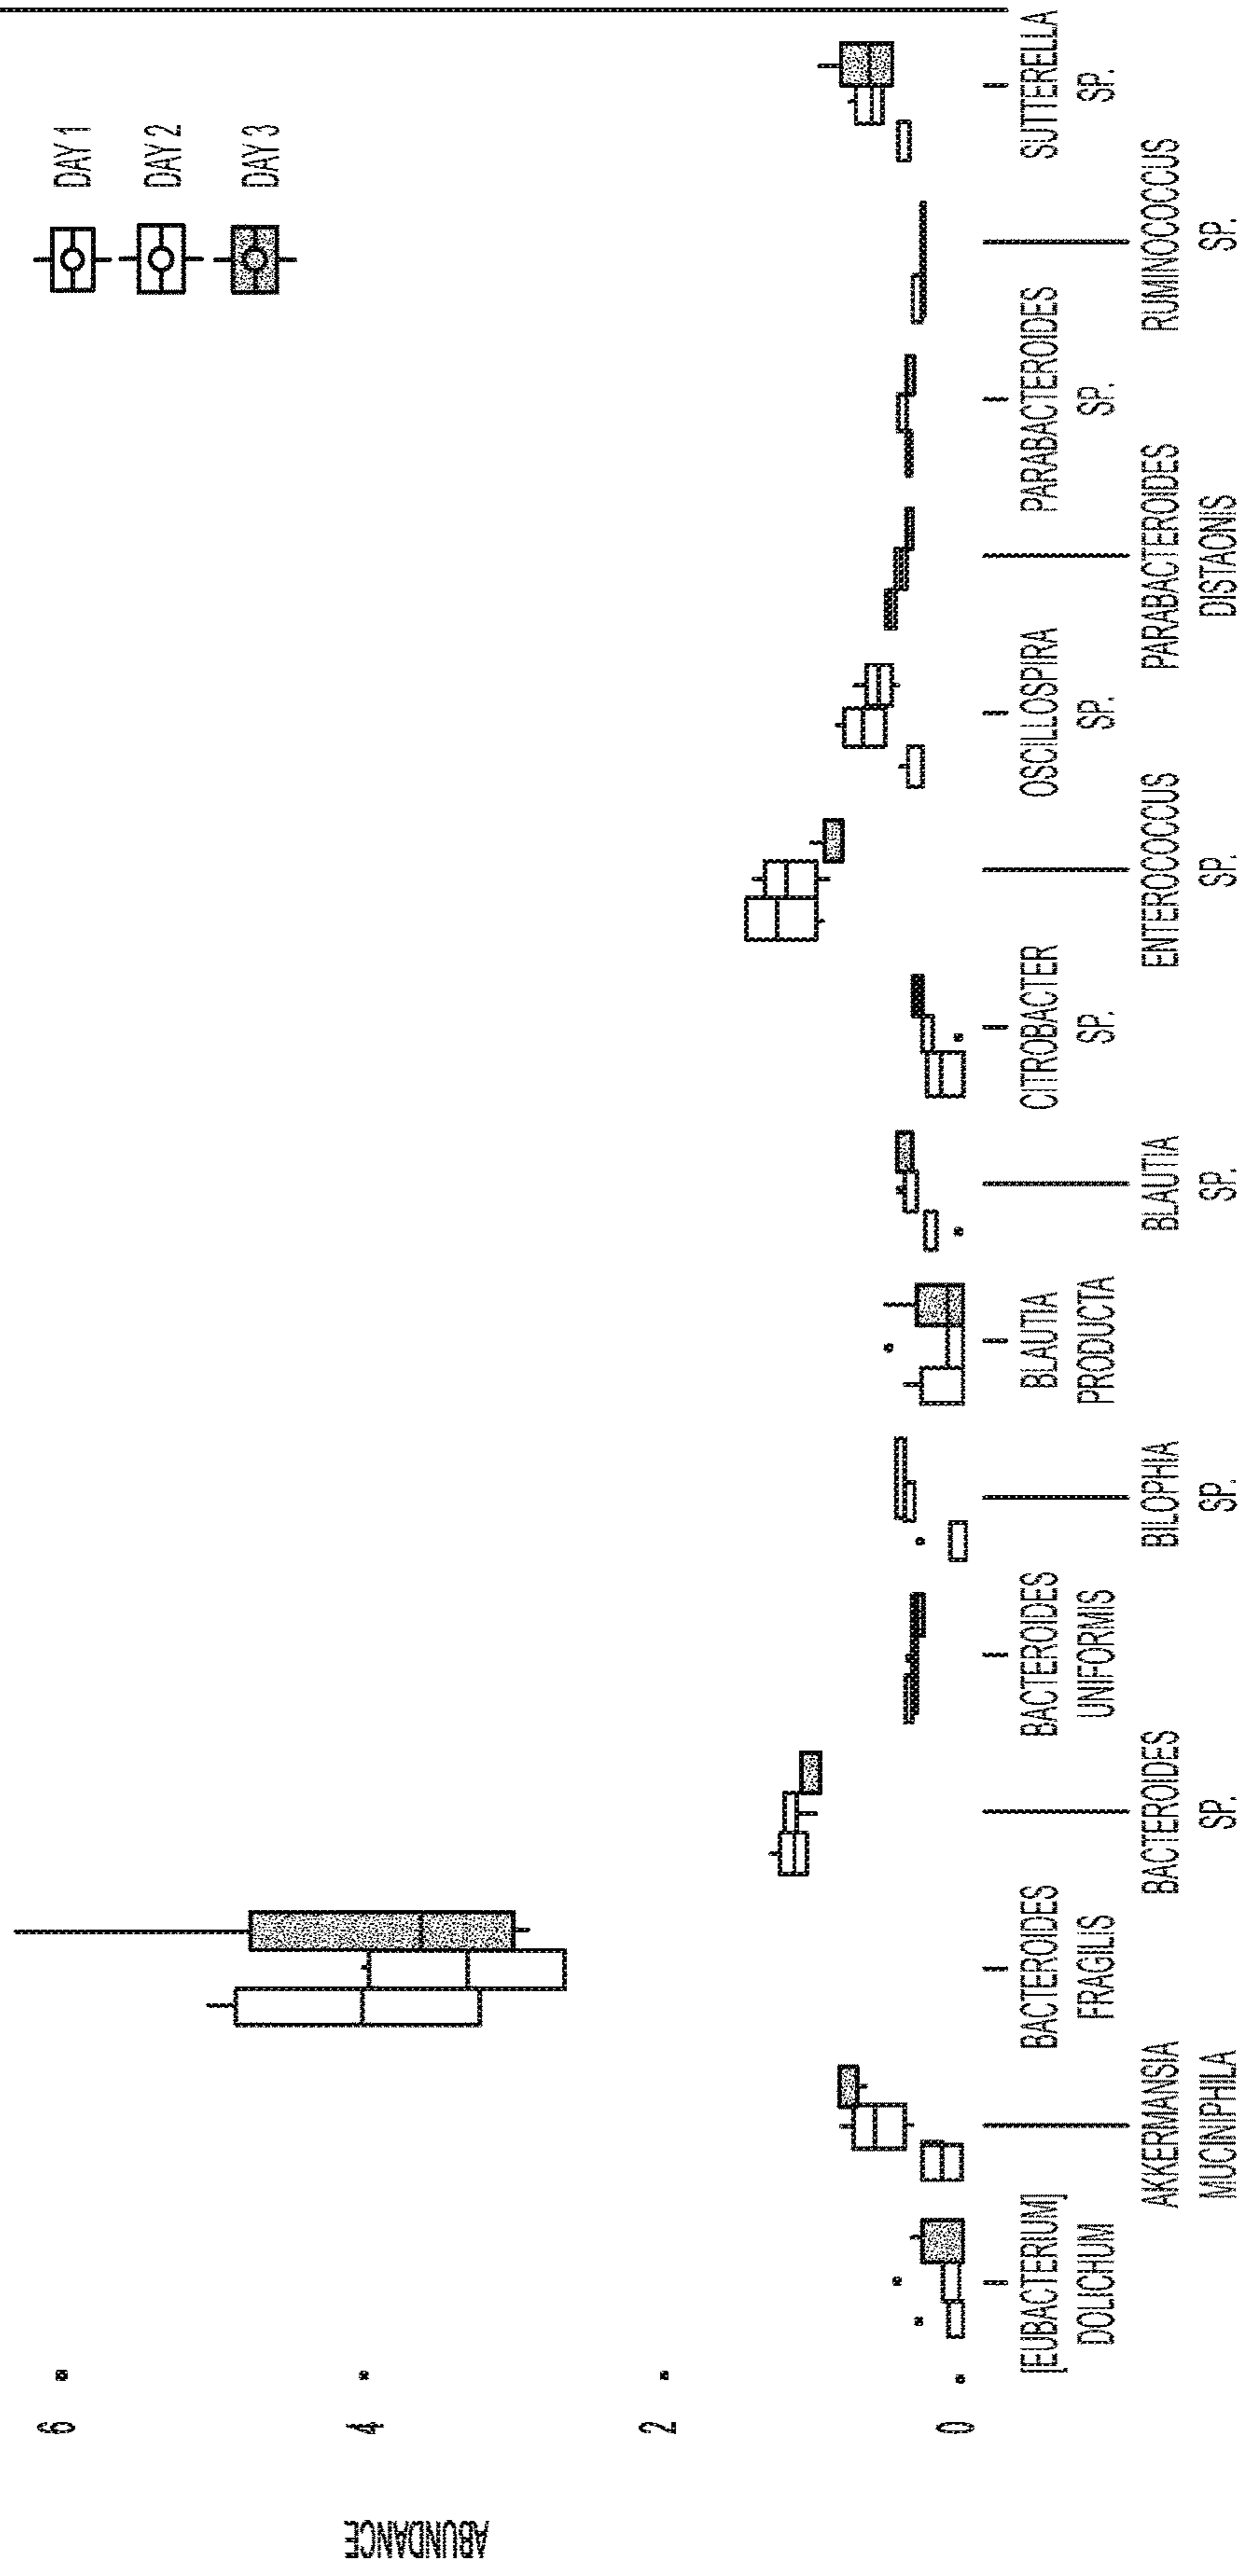 ABUNDANCE
6
4
2
0
DAY 1
DAY 2
DAY 3
[EUBACTERIUM]
DOLICHUM
AKKERMANSIA
MUCINIPHILA
BACTEROIDES
FRAGILIS
BACTEROIDES
SP.
BACTEROIDES
UNIFORMIS
BILOPHIA
SP.
BLAUTIA
PRODUCTA
BLAUTIA
SP.
CITROBACTER
SP.
ENTEROCOCCUS
SP.
OSCILLOSPIRA
SP.
PARABACTEROIDES
DISTAONIS
PARABACTEROIDES
SP.
RUMINOCOCCUS
SP.
SUTTERELLA
SP.